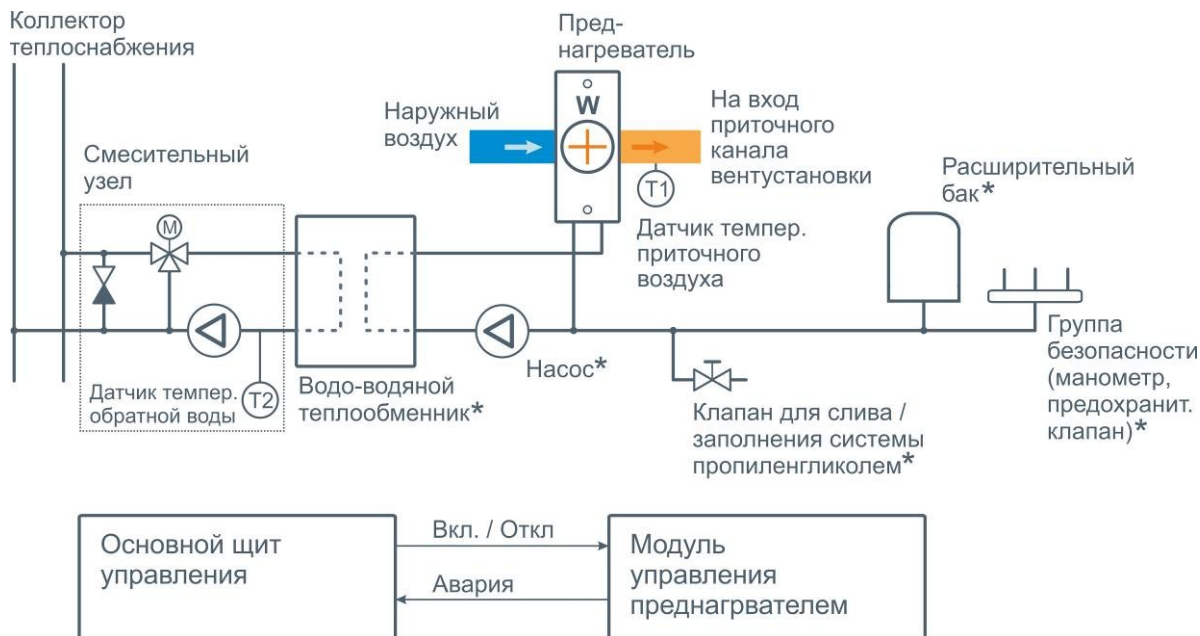 Коллектор
теплоснабжения
Пред-
нагреватель
W
Наружный
воздух
На вход
приточного
канала
вентустановки
T1
Датчик темпер.
приточного
воздуха
Смесительный
узел
M
Расширительный
бак*
Датчик темпер.
обратной воды
T2
Водо-водяной
теплообменник*
Насос*
Клапан для слива /
заполнения системы
пропиленгликолем*
Группа
безопасности
(манометр,
предохранит.
клапан)*
Основной щит
управления
Вкл. / Откл
Авария
Модуль
управления
преднагрвателем